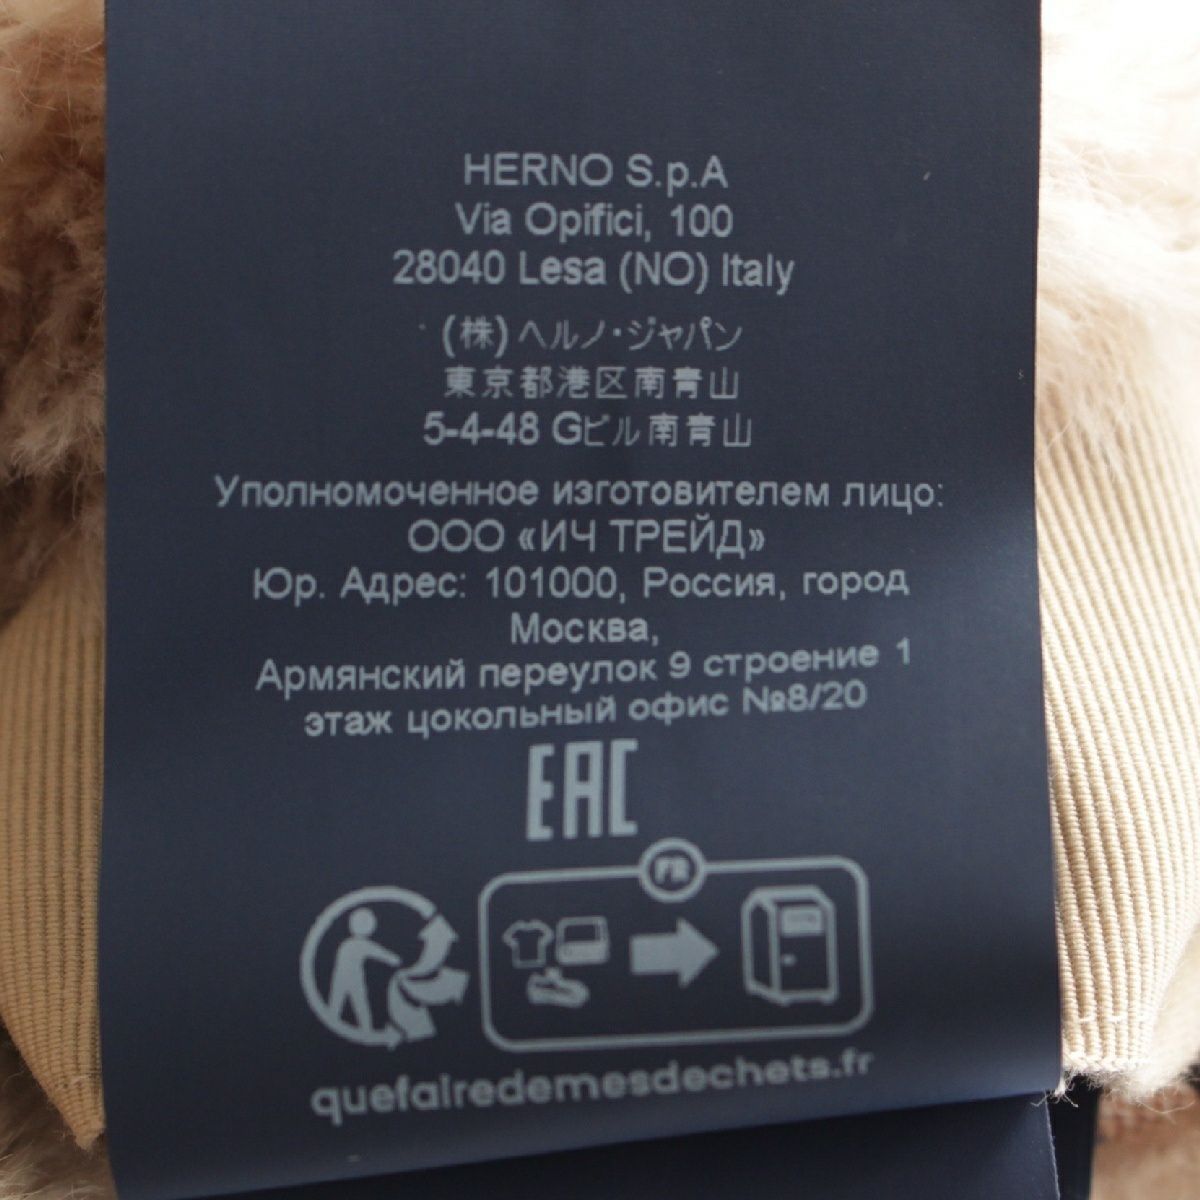 HERNO S.p.A
Via Opifici, 100
28040 Lesa (NO) Italy
(株)ヘルノ・ジャパン
東京都港区南青山
5-4-48 Gビル南青山
Уполномоченное изготовителем лицо:
ООО «ИЧ ТРЕЙД»
Юр. Адрес: 101000, Россия, город
Москва,
Армянский переулок 9 строение 1
этаж цокольный офис №8/20
EAC
FR
quefairedemesdechets.fr